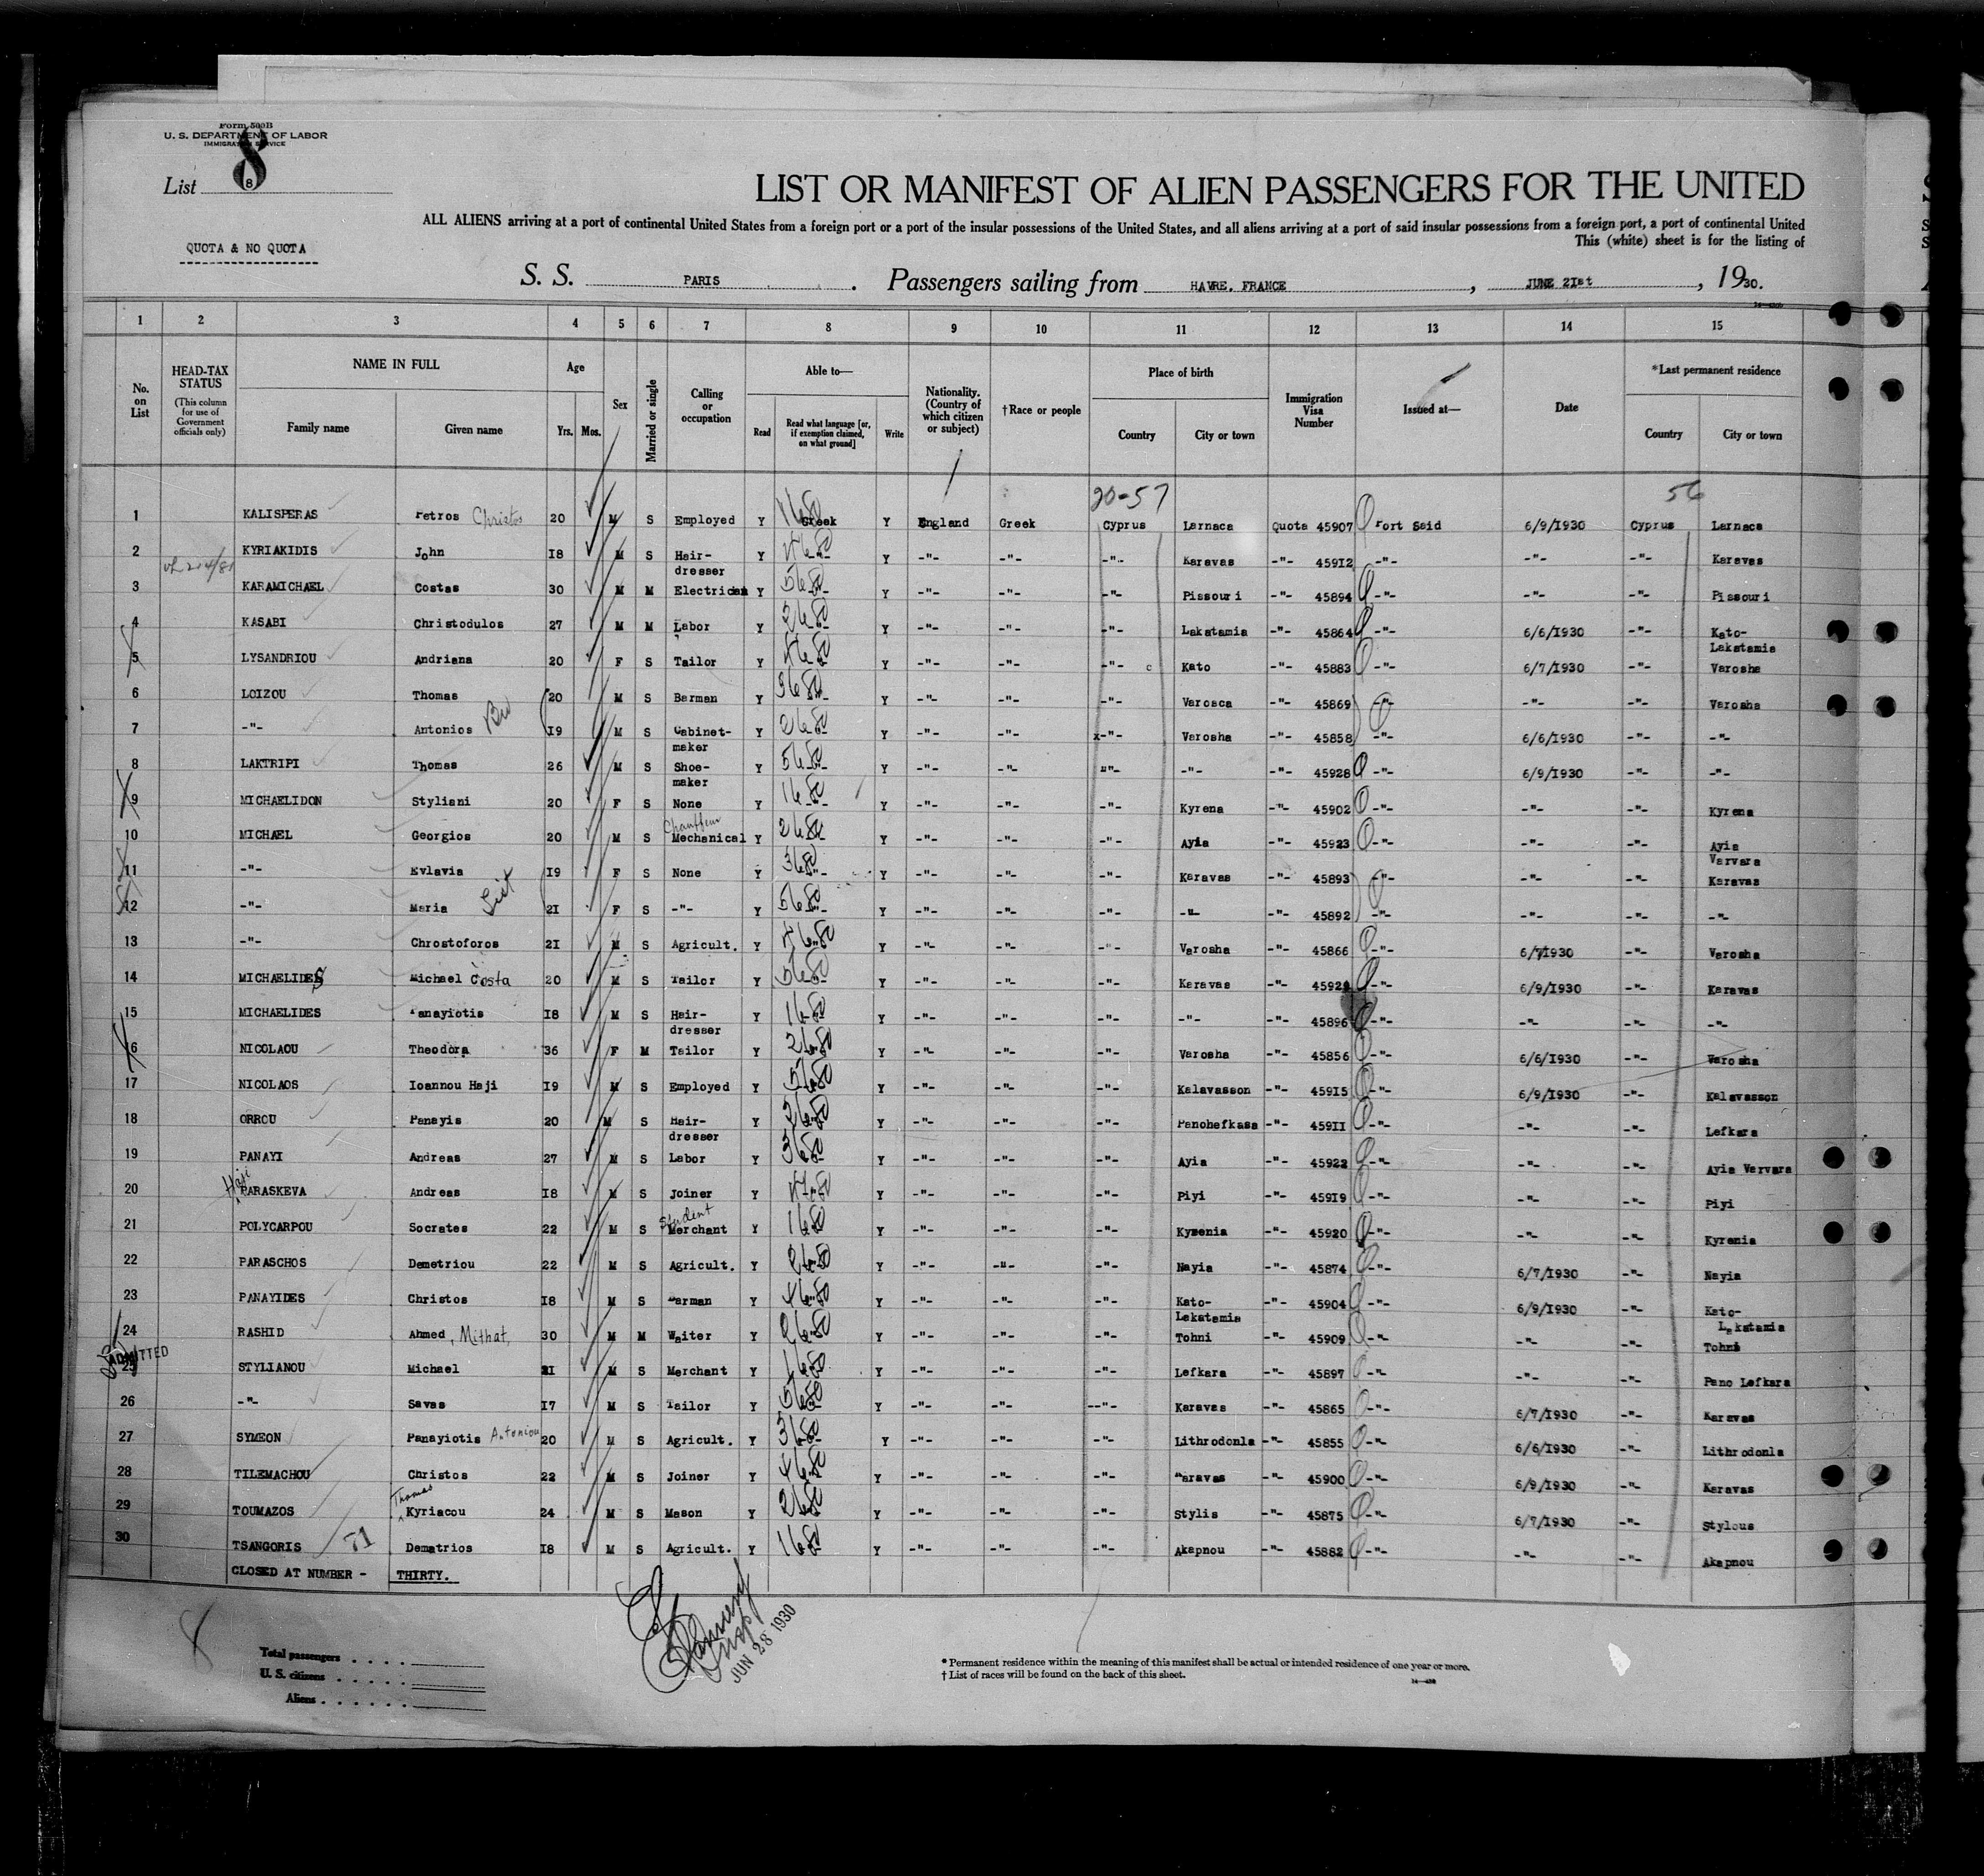 Form 500B
U. S. DEPARTMENT OF LABOR
IMMIGRATION SERVICE
List 8
8
LIST OR MANIFEST OF ALIEN PASSENGERS FOR THE UNITED
ALL ALIENS arriving at a port of continental United States from a foreign port or a port of the insular possessions of the United States, and all aliens arriving at a port of said insular possessions from a foreign port, a port of continental United
This (white) sheet is for the listing of
QUOTA & NO QUOTA
S. S. PARIS. Passengers sailing from HAVRE, FRANCE, JUNE 21st, 1930.
1 2 3 4 5 6 7 8 9 10 11 12 13 14 15
No. on List
HEAD-TAX STATUS
(This column for use of Government officials only)
NAME IN FULL
Family name Given name
Age
Yrs. Mos.
Sex
Married or single
Calling or occupation
Able to—
Read
Read what language [or, if exemption claimed, on what ground]
Write
Nationality. (Country of which citizen or subject)
†Race or people
Place of birth
Country City or town
Immigration Visa Number
Issued at—
Date
*Last permanent residence
Country City or town
20-57 56
1 KALISPERAS Petros Christos 20 M S Employed Y Greek Y England Greek Cyprus Larnaca Quota 45907 Port Said 6/9/1930 Cyprus Larnaca
2 KYRIAKIDIS John 18 M S Hair-dresser Y -"- Y -"- -"- -"- Karavas -"- 45912 -"- -"- -"- Karavas
3 KARAMICHAEL Costas 30 M M Electrician Y -"- Y -"- -"- -"- Pissouri -"- 45894 -"- -"- -"- Pissouri
4 KASABI Christodulos 27 M M Labor Y -"- Y -"- -"- -"- Lakatamia -"- 45864 -"- 6/6/1930 -"- Kato-Lakatamia
5 LYSANDRIOU Andriana 20 F S Tailor Y -"- Y -"- -"- -"- Kato -"- 45883 -"- 6/7/1930 -"- Varosha
6 LOIZOU Thomas 20 M S Barman Y -"- Y -"- -"- -"- Varosca -"- 45869 -"- -"- -"- Varosha
7 -"- Antonios Bro 19 M S Cabinet-maker Y -"- Y -"- -"- x-"- Varosha -"- 45858 -"- 6/6/1930 -"- -"-
8 LAKTRIPI Thomas 26 M S Shoe-maker Y -"- Y -"- -"- -"- -"- -"- 45928 -"- 6/9/1930 -"- -"-
9 MICHAELIDON Styliani 20 F S None Y -"- Y -"- -"- -"- Kyrena -"- 45902 -"- -"- -"- Kyrena
10 MICHAEL Georgios 20 M S Chauffeur Mechanical Y -"- Y -"- -"- -"- Ayia -"- 45923 -"- -"- -"- Ayia Varvara
11 -"- Evlavia 19 F S None Y -"- Y -"- -"- -"- Karavas -"- 45893 -"- -"- -"- Karavas
12 -"- Maria Sist 21 F S -"- Y -"- Y -"- -"- -"- -"- -"- 45892 -"- -"- -"- -"-
13 -"- Chrostoforos 21 M S Agricult. Y -"- Y -"- -"- -"- Varosha -"- 45866 -"- 6/7/1930 -"- Varosha
14 MICHAELIDES Michael Costa 20 M S Tailor Y -"- Y -"- -"- -"- Karavas -"- -"- 6/9/1930 -"- Karavas
15 MICHAELIDES Panayiotis 18 M S Hair-dresser Y -"- Y -"- -"- -"- -"- -"- 45896 -"- -"- -"- -"-
16 NICOLAOU Theodora 36 F M Tailor Y -"- Y -"- -"- -"- Varosha -"- 45856 -"- 6/6/1930 -"- Varosha
17 NICOLAOS Ioannou Haji 19 M S Employed Y -"- Y -"- -"- -"- Kalavasson -"- 45915 -"- 6/9/1930 -"- Kalavasson
18 ORROU Panayis 20 M S Hair-dresser Y -"- Y -"- -"- -"- Panohefkasa -"- 45911 -"- -"- -"- Lefkara
19 PANAYI Andreas 27 M S Labor Y -"- Y -"- -"- -"- Ayia -"- 45922 -"- -"- -"- Ayia Vervara
20 Haji PARASKEVA Andreas 18 M S Joiner Y -"- Y -"- -"- -"- Piyi -"- 45919 -"- -"- -"- Piyi
21 POLYCARPOU Socrates 22 M S Student Merchant Y -"- Y -"- -"- -"- Kyrenia -"- 45920 -"- -"- -"- Kyrenia
22 PARASCHOS Demetriou 22 M S Agricult. Y -"- Y -"- -"- -"- Nayia -"- 45874 -"- 6/7/1930 -"- Nayia
23 PANAYIDES Christos 18 M S Barman Y -"- Y -"- -"- -"- Kato-Lakatamia -"- 45904 -"- 6/9/1930 -"- Kato-Lakatamia
24 RASHID Ahmed, Mithat, 30 M M Waiter Y -"- Y -"- -"- -"- Tohni -"- 45909 -"- -"- -"- Tohni
ADMITTED
25 STYLIANOU Michael 21 M S Merchant Y -"- Y -"- -"- -"- Lefkara -"- 45897 -"- -"- -"- Pano Lefkara
26 -"- Savas 17 M S Tailor Y -"- Y -"- -"- --"- Karavas -"- 45865 -"- 6/7/1930 -"- Karavas
27 SYMEON Panayiotis Antoniou 20 M S Agricult. Y -"- Y -"- -"- -"- Lithrodonla -"- 45855 -"- 6/6/1930 -"- Lithrodonla
28 TILEMACHOU Christos 22 M S Joiner Y -"- Y -"- -"- -"- Karavas -"- 45900 -"- 6/9/1930 -"- Karavas
29 TOUMAZOS Thomas Kyriacou 24 M S Mason Y -"- Y -"- -"- -"- Stylis -"- 45875 -"- 6/7/1930 -"- Stylous
30 TSANGORIS 71 Dematrios 18 M S Agricult. Y Y -"- -"- -"- Akapnou -"- 45882 -"- -"- -"- Akapnou
CLOSED AT NUMBER - THIRTY.
8
JUN 28 1930
Total passengers . . . .
U. S. citizens . . . . .
Aliens . . . . . . .
* Permanent residence within the meaning of this manifest shall be actual or intended residence of one year or more.
† List of races will be found on the back of this sheet.